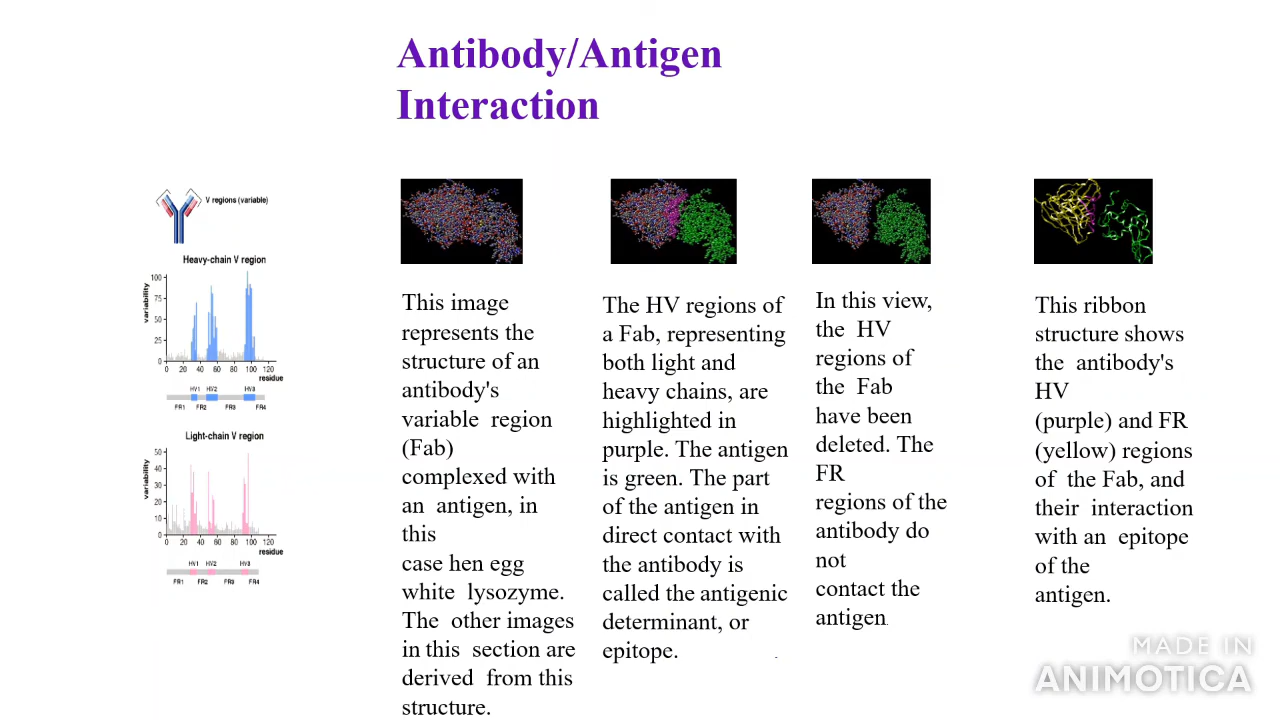 Antibody/Antigen
Interaction
V regions (variable)
Heavy-chain V region
variability
100
75
50
25
0
0 20 40 60 80 100 120
residue
HV1 HV2 HV3
FR1 FR2 FR3 FR4
Light-chain V region
variability
50
40
30
20
10
0
0 20 40 60 80 100 120
residue
HV1 HV2 HV3
FR1 FR2 FR3 FR4
This image
represents the
structure of an
antibody's
variable region
(Fab)
complexed with
an antigen, in
this
case hen egg
white lysozyme.
The other images
in this section are
derived from this
structure.
The HV regions of
a Fab, representing
both light and
heavy chains, are
highlighted in
purple. The antigen
is green. The part
of the antigen in
direct contact with
the antibody is
called the antigenic
determinant, or
epitope.
In this view,
the HV
regions of
the Fab
have been
deleted. The
FR
regions of the
antibody do
not
contact the
antigen.
This ribbon
structure shows
the antibody's
HV
(purple) and FR
(yellow) regions
of the Fab, and
their interaction
with an epitope
of the
antigen.
MADE IN
ANIMOTICA